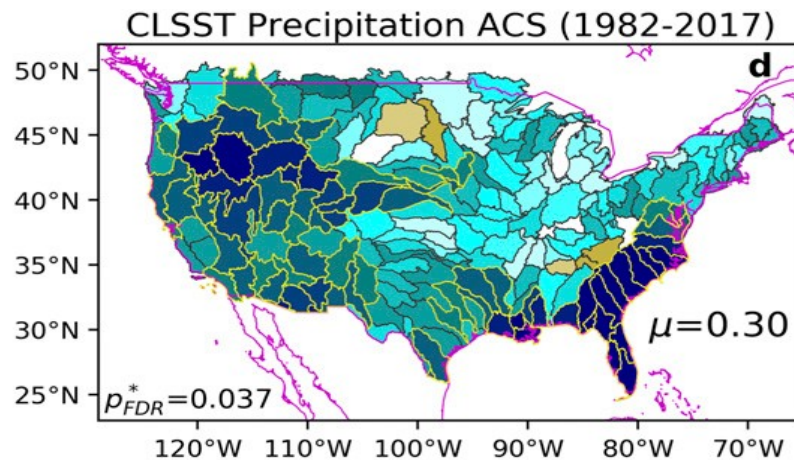 CLSST Precipitation ACS (1982-2017)
d
50°N
45°N
40°N
35°N
30°N
25°N
μ=0.30
p*FDR=0.037
120°W 110°W 100°W 90°W 80°W 70°W